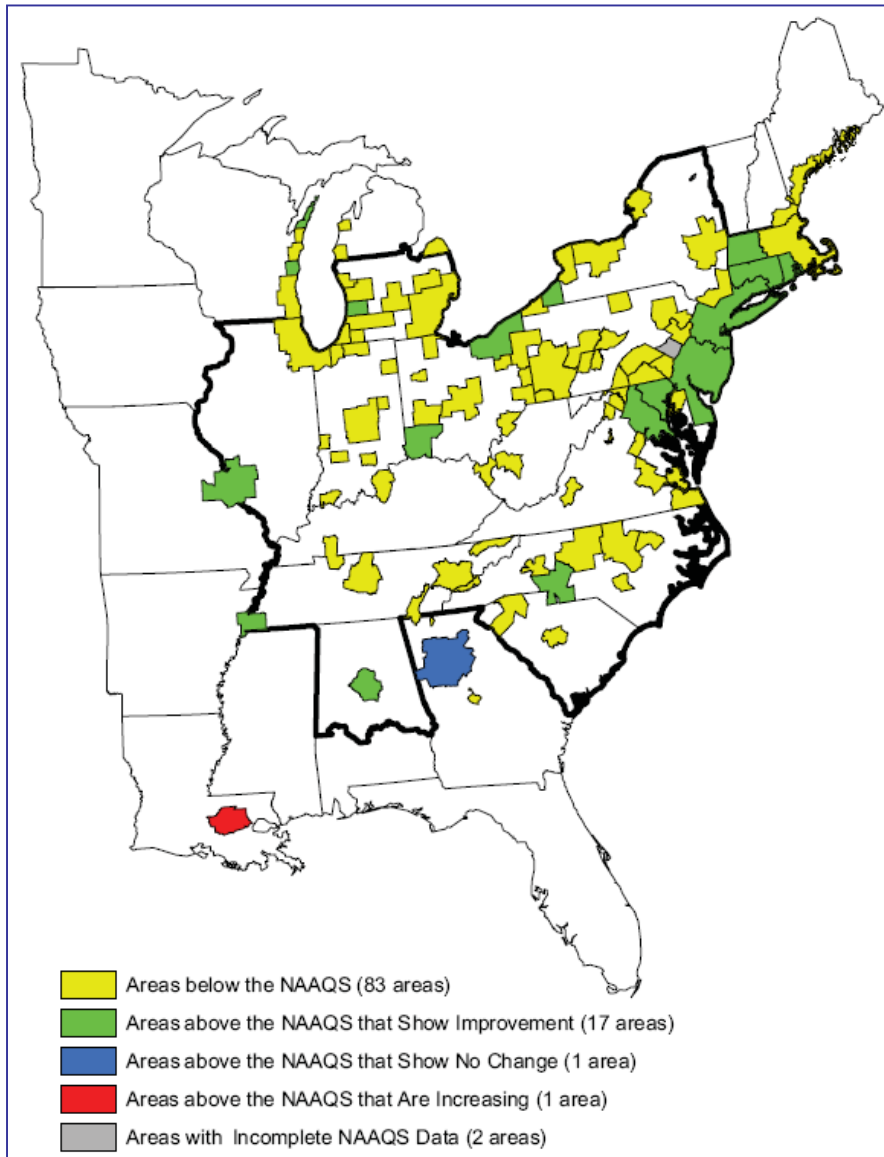 Areas below the NAAQS (83 areas)
Areas above the NAAQS that Show Improvement (17 areas)
Areas above the NAAQS that Show No Change (1 area)
Areas above the NAAQS that Are Increasing (1 area)
Areas with Incomplete NAAQS Data (2 areas)